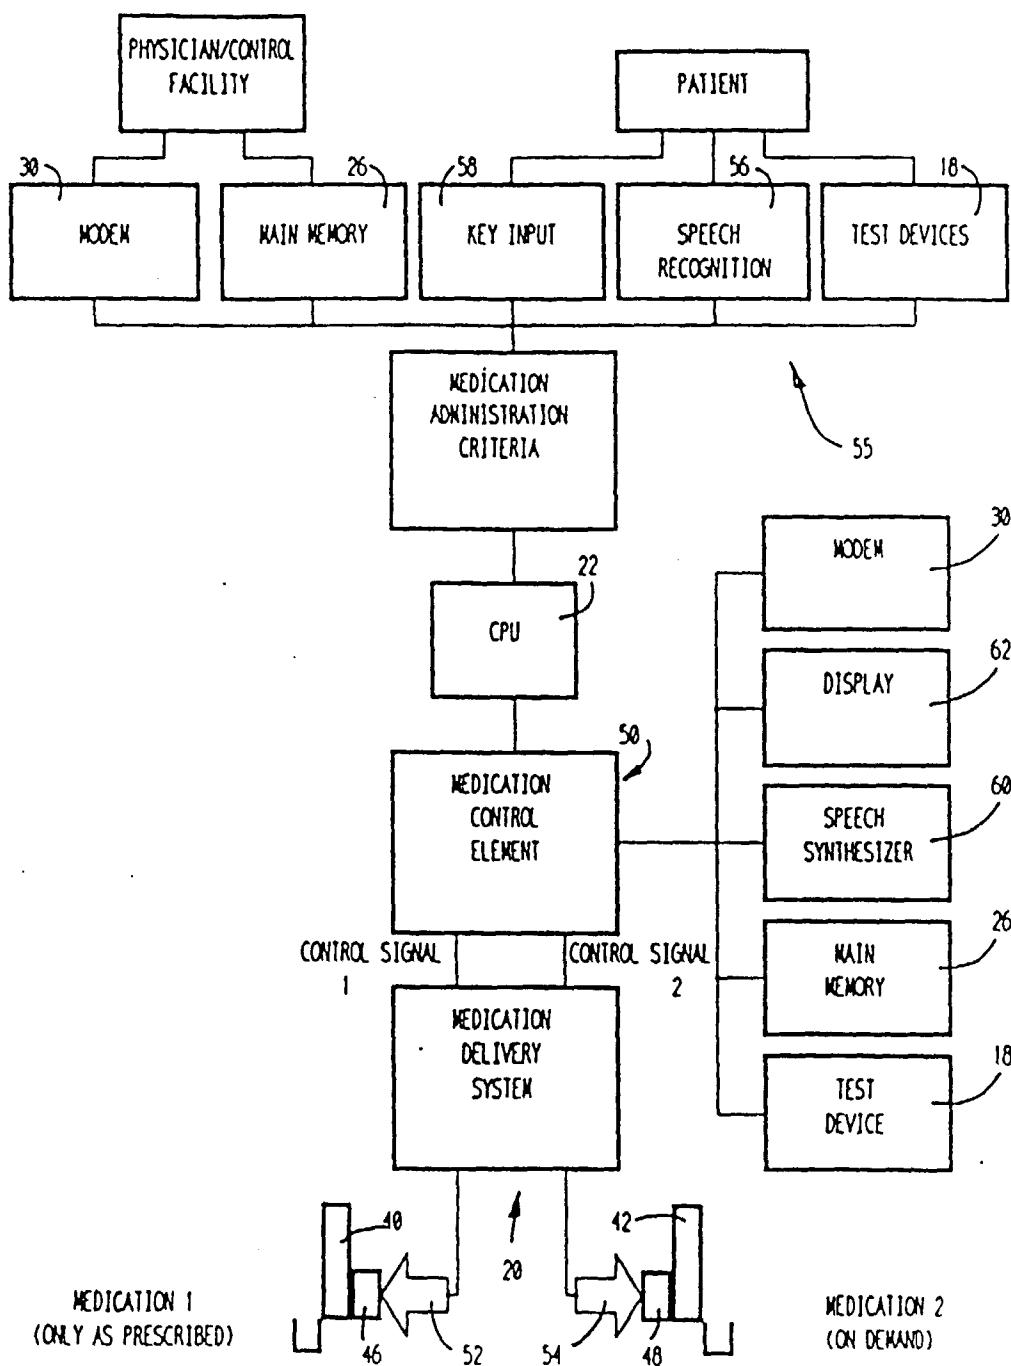 PHYSICIAN/CONTROL
FACILITY
PATIENT
30
26
58
56
18
MODEM
MAIN MEMORY
KEY INPUT
SPEECH
RECOGNITION
TEST DEVICES
MEDICATION
ADMINISTRATION
CRITERIA
55
30
MODEM
22
CPU
62
DISPLAY
50
MEDICATION
CONTROL
ELEMENT
60
SPEECH
SYNTHESIZER
CONTROL SIGNAL
1
CONTROL SIGNAL
2
26
MAIN
MEMORY
MEDICATION
DELIVERY
SYSTEM
18
TEST
DEVICE
40
42
20
MEDICATION 1
(ONLY AS PRESCRIBED)
46
52
54
48
MEDICATION 2
(ON DEMAND)